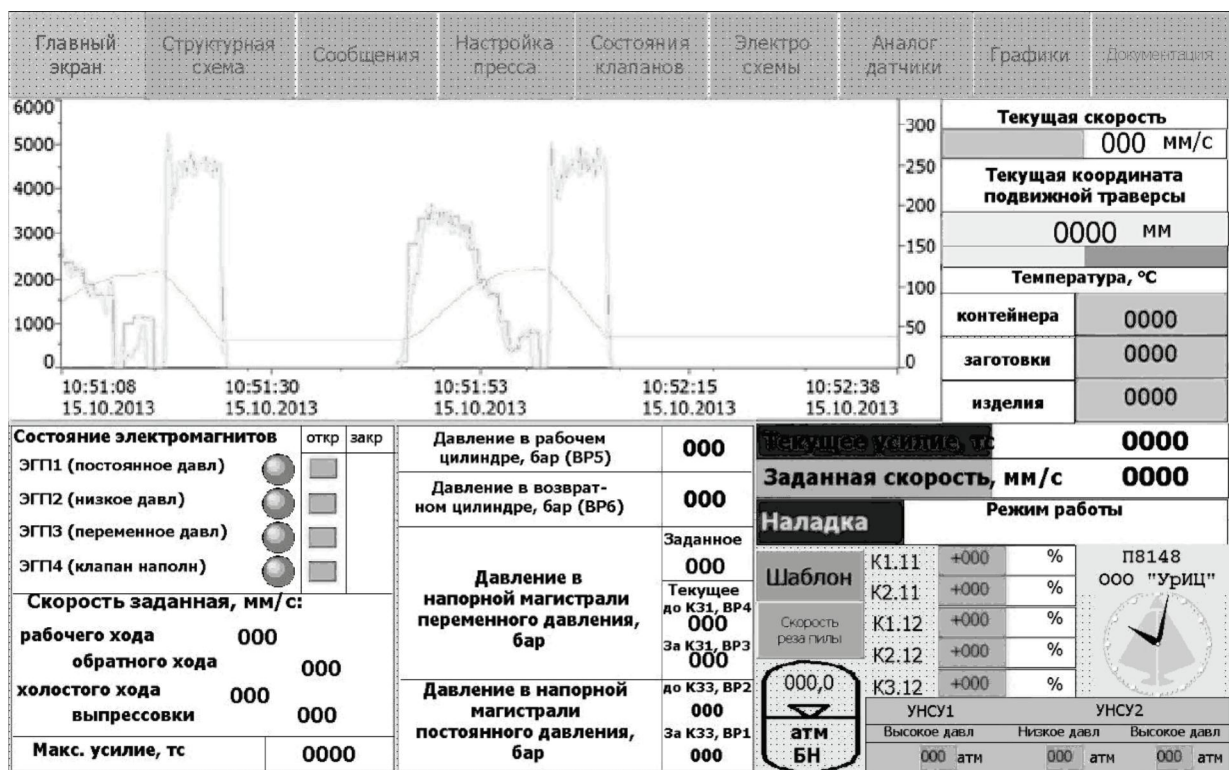 Главный
экран
Структурная
схема
Сообщения
Настройка
пресса
Состояния
клапанов
Электро
схемы
Аналог
датчики
Графики
Документация
6000
5000
4000
3000
2000
1000
0
300
250
200
150
100
50
0
10:51:08
15.10.2013
10:51:30
15.10.2013
10:51:53
15.10.2013
10:52:15
15.10.2013
10:52:38
15.10.2013
Текущая скорость
000 мм/с
Текущая координата
подвижной траверсы
0000 мм
Температура, °С
контейнера 0000
заготовки 0000
изделия 0000
Состояние электромагнитов откр закр
ЭГП1 (постоянное давл)
ЭГП2 (низкое давл)
ЭГП3 (переменное давл)
ЭГП4 (клапан наполн)
Скорость заданная, мм/с:
рабочего хода 000
обратного хода 000
холостого хода 000
выпрессовки 000
Макс. усилие, тс 0000
Давление в рабочем
цилиндре, бар (ВР5)
000
Давление в возврат-
ном цилиндре, бар (ВР6)
000
Давление в
напорной магистрали
переменного давления,
бар
Заданное
000
Текущее
до К31, ВР4
000
За К31, ВР3
000
Давление в напорной
магистрали
постоянного давления,
бар
до К33, ВР2
000
За К33, ВР1
000
Текущее усилие, тс 0000
Заданная скорость, мм/с 0000
Наладка
Режим работы
Шаблон
Скорость
реза пилы
К1.11 +000 %
К2.11 +000 %
К1.12 +000 %
К2.12 +000 %
К3.12 +000 %
П8148
ООО "УрИЦ"
000,0
атм
БН
УНСУ1 УНСУ2
Высокое давл Низкое давл Высокое давл
000 атм 000 атм 000 атм